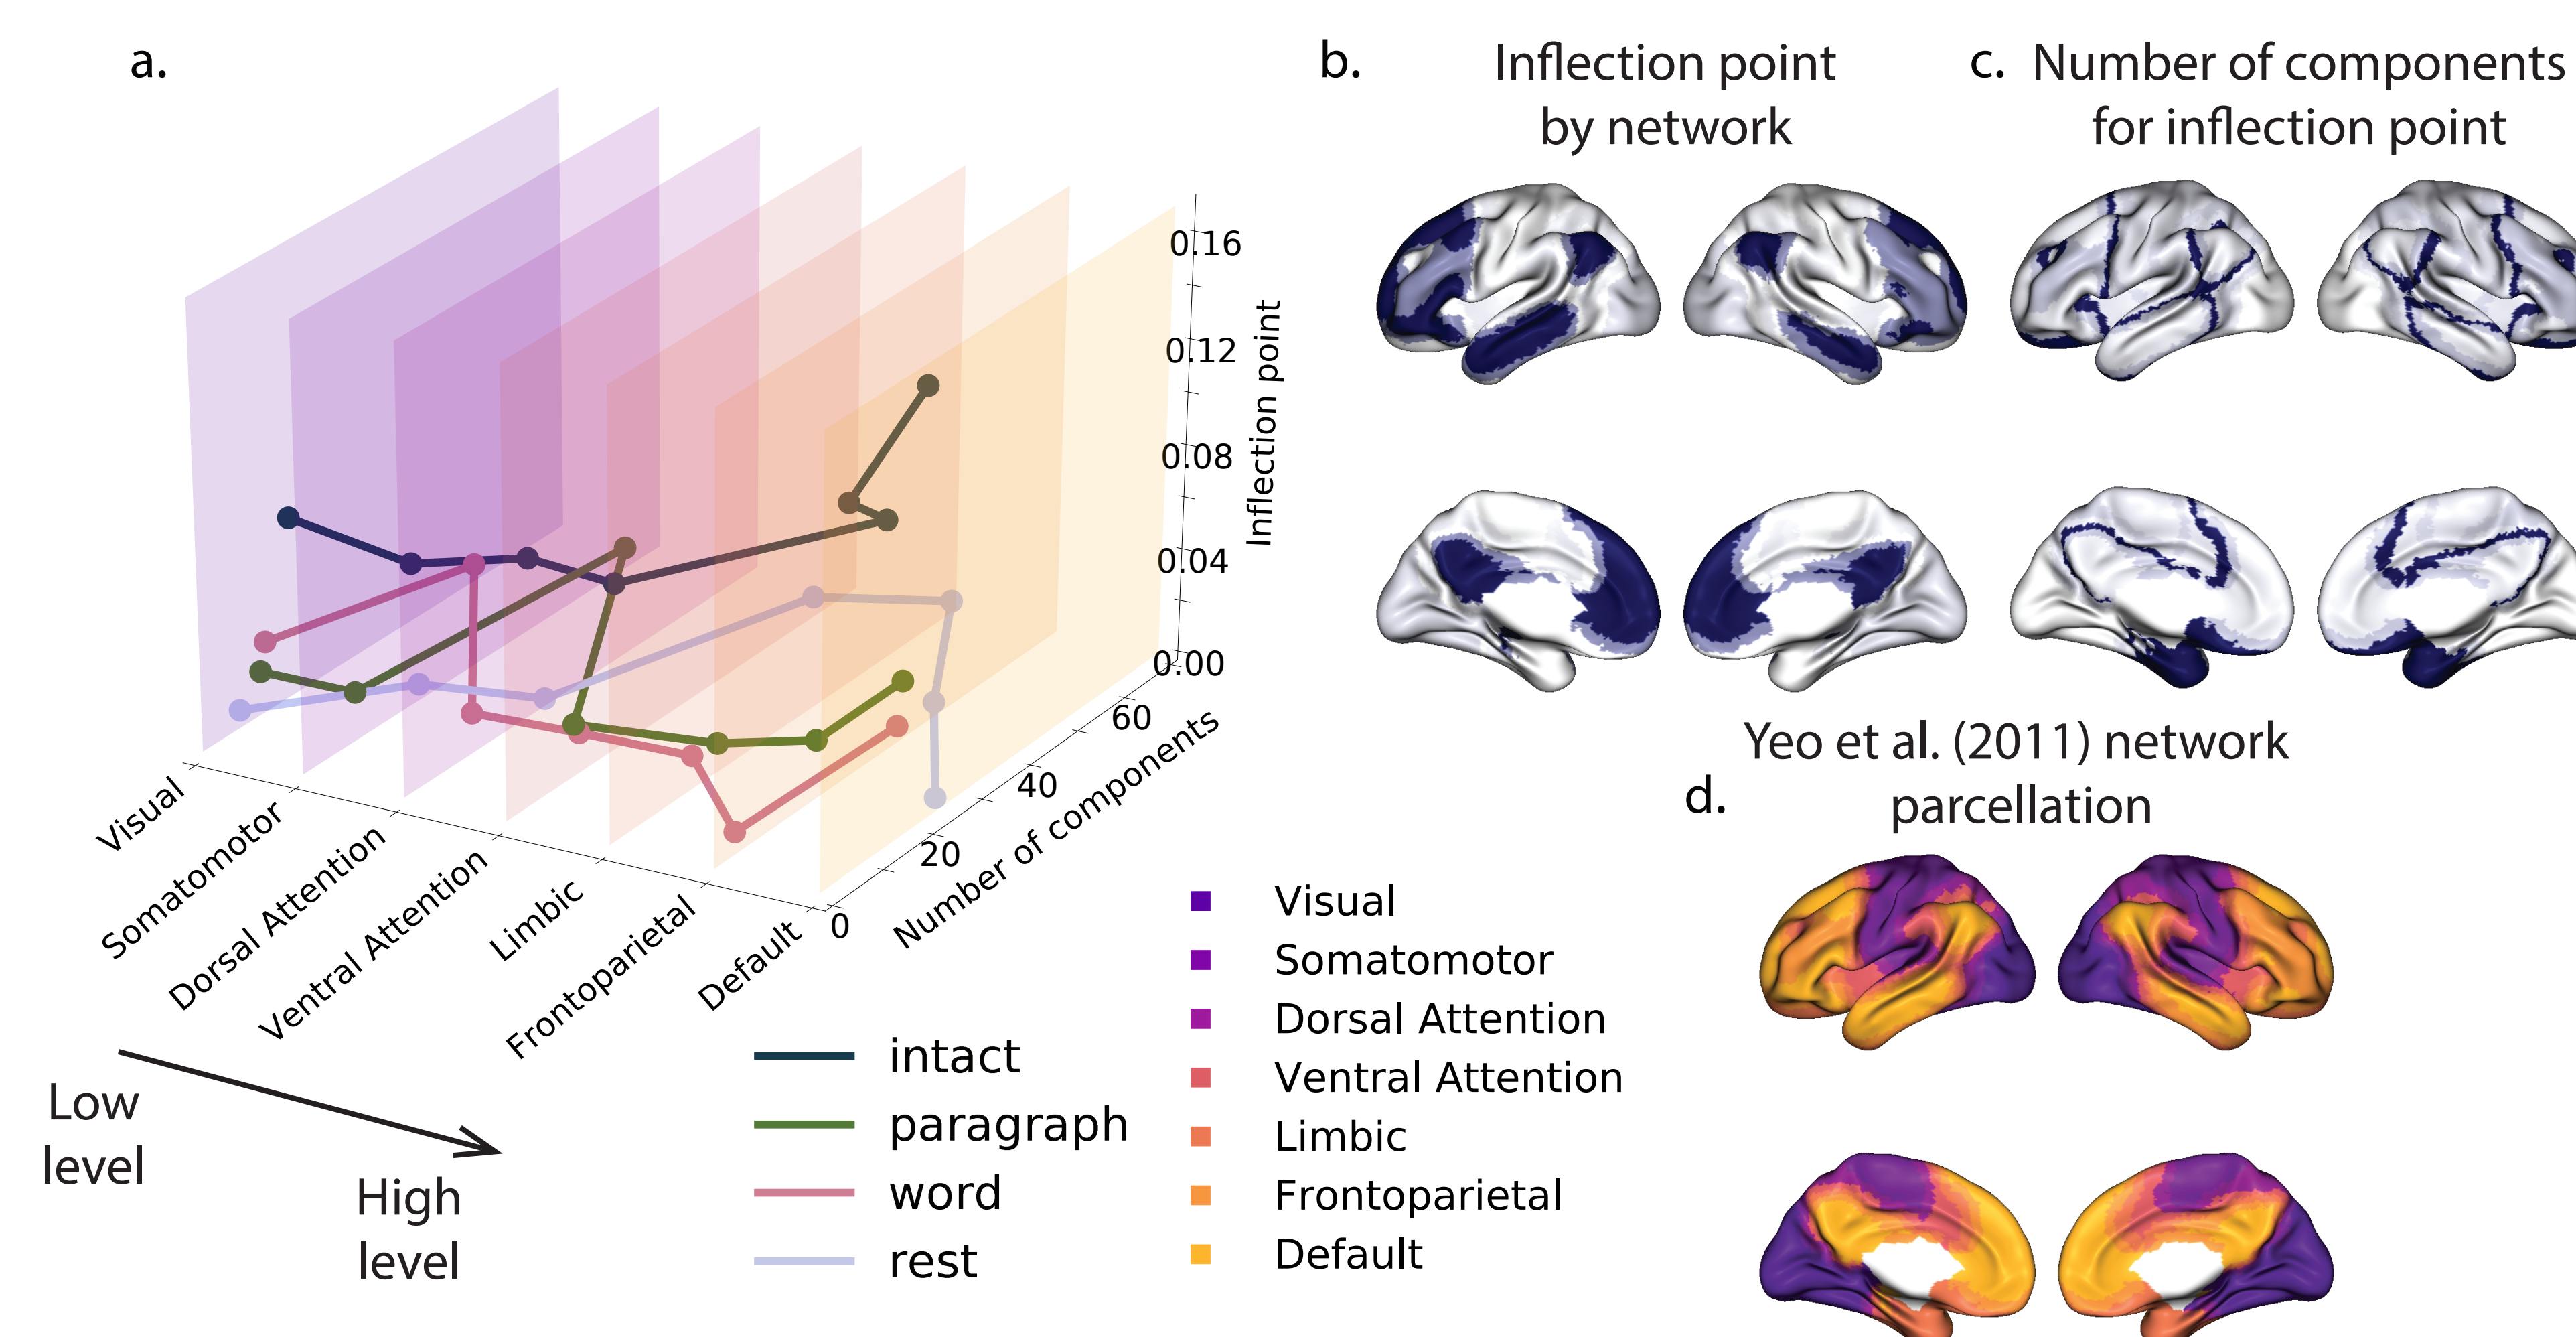 a.
b.
Inflection point
by network
c.
Number of components
for inflection point
0.16
0.12
0.08
0.04
0.00
Inflection point
60
40
20
0
Number of components
Visual
Somatomotor
Dorsal Attention
Ventral Attention
Limbic
Frontoparietal
Default
Low
level
High
level
intact
paragraph
word
rest
Visual
Somatomotor
Dorsal Attention
Ventral Attention
Limbic
Frontoparietal
Default
d.
Yeo et al. (2011) network
parcellation